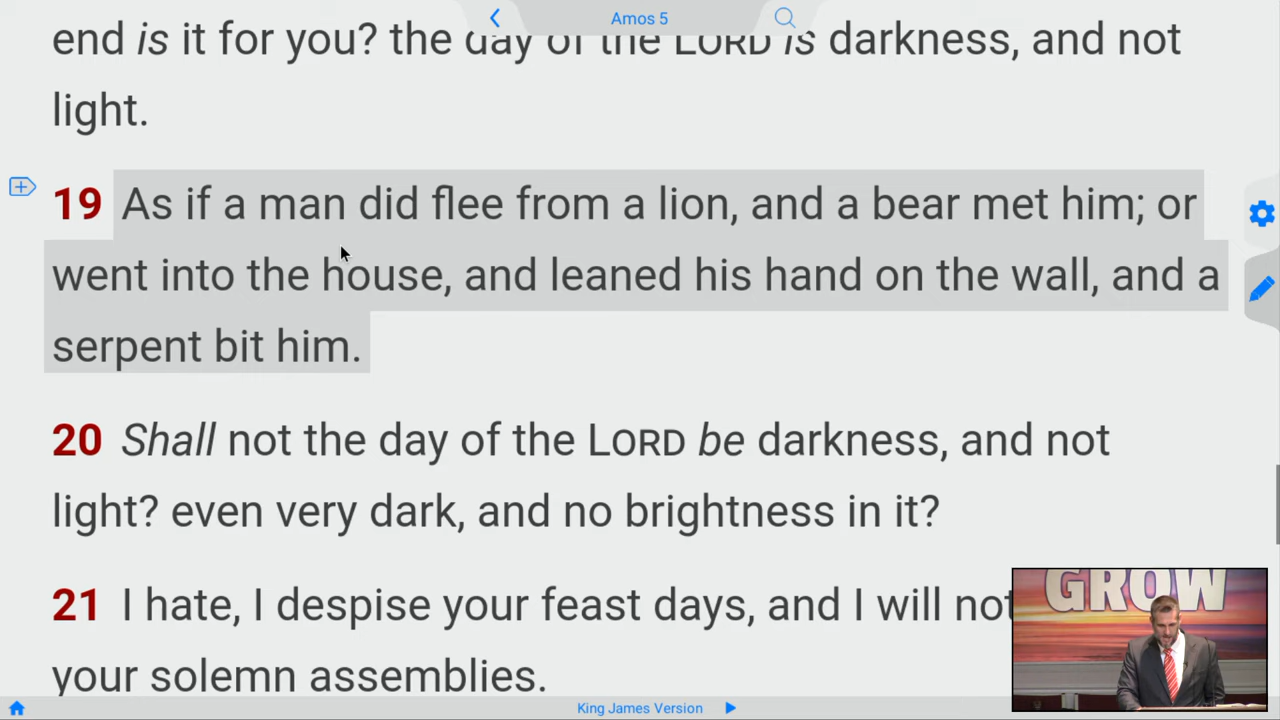 Amos 5
end is it for you? the day of the LORD is darkness, and not
light.
19 As if a man did flee from a lion, and a bear met him; or
went into the house, and leaned his hand on the wall, and a
serpent bit him.
20 Shall not the day of the LORD be darkness, and not
light? even very dark, and no brightness in it?
21 I hate, I despise your feast days, and I will not
your solemn assemblies.
GROW
King James Version